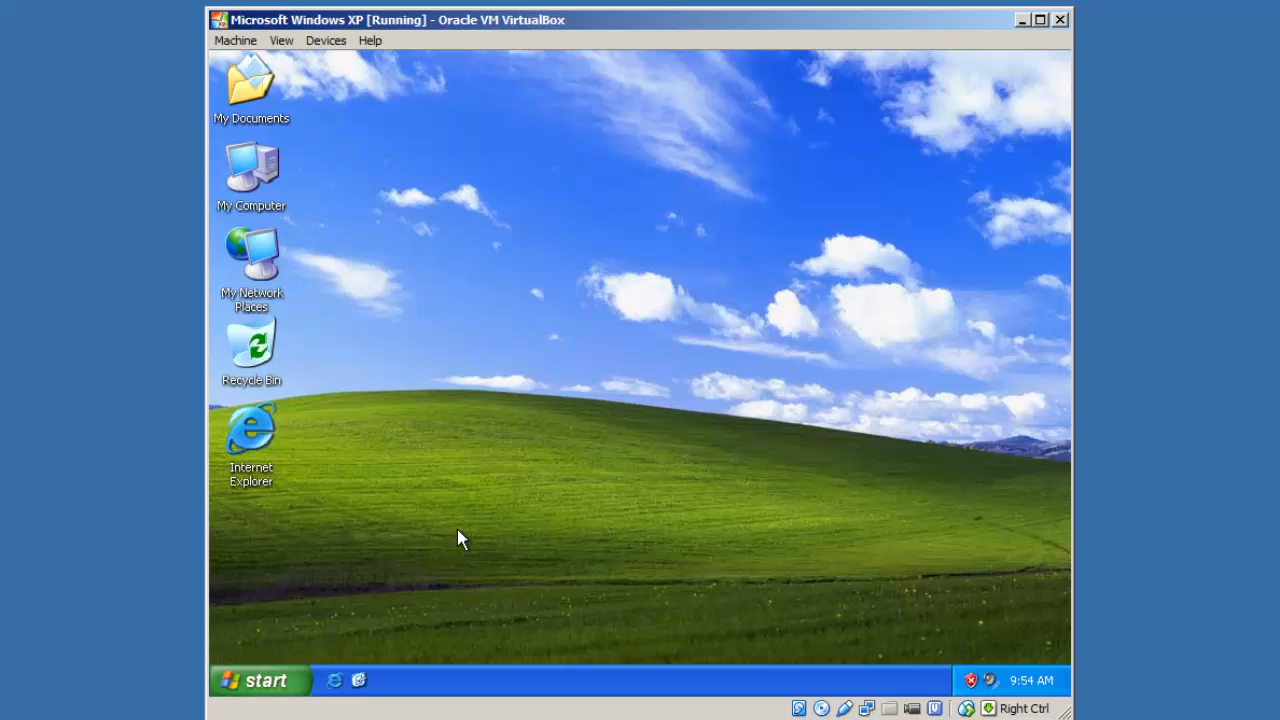 Microsoft Windows XP [Running] - Oracle VM VirtualBox
Machine View Devices Help
My Documents
My Computer
My Network
Places
Recycle Bin
Internet
Explorer
start
9:54 AM
Right Ctrl